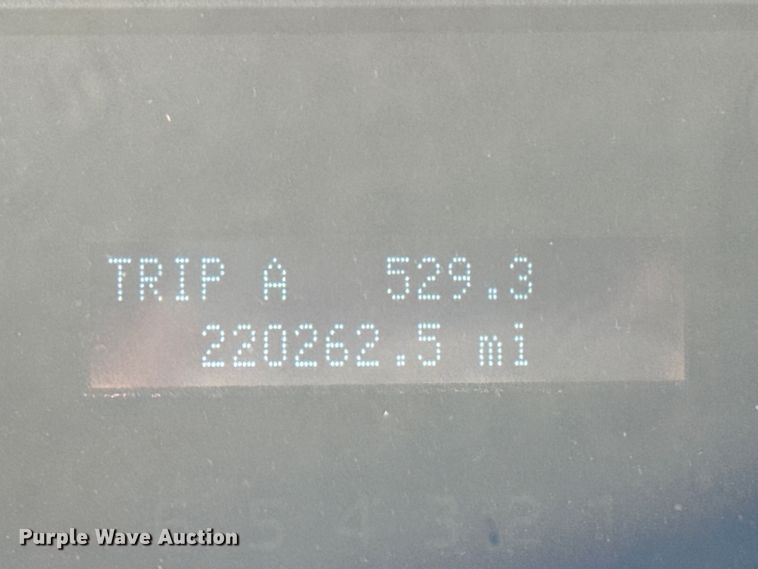 TRIP A 529.3
220262.5 mi
Purple Wave Auction